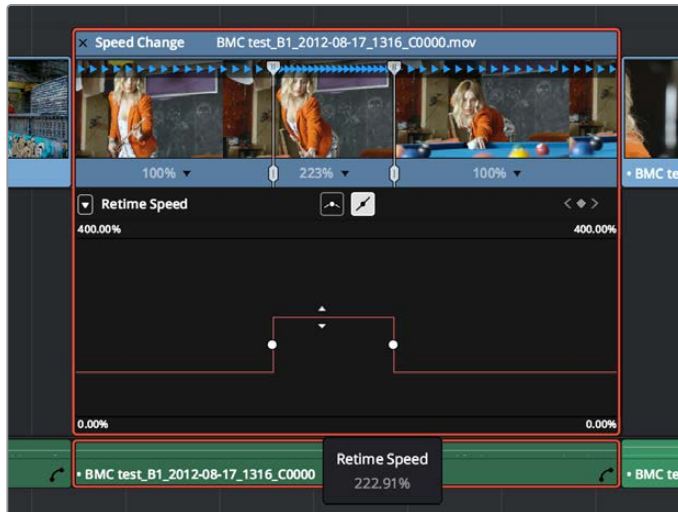 × Speed Change BMC test_B1_2012-08-17_1316_C0000.mov
100% 223% 100%
• BMC te
Retime Speed
400.00% 400.00%
0.00% 0.00%
Retime Speed
222.91%
• BMC test_B1_2012-08-17_1316_C0000
• BMC te